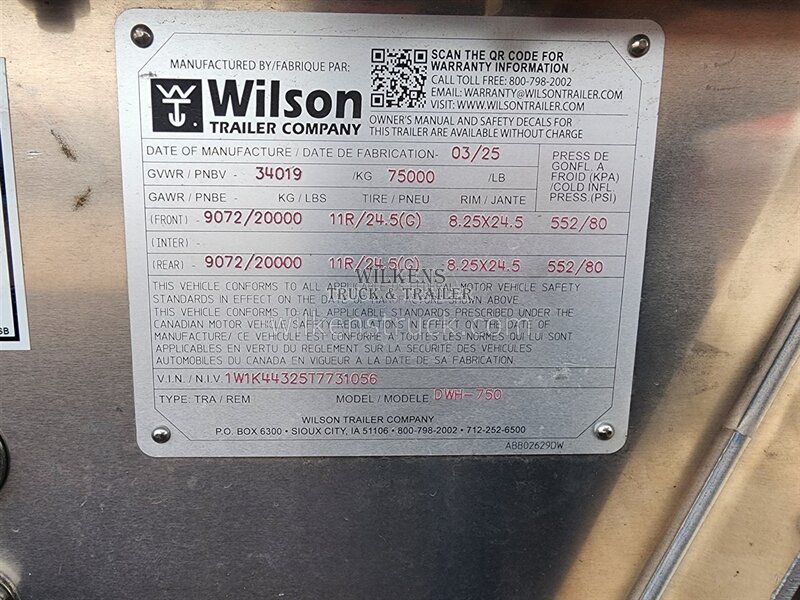 MANUFACTURED BY/FABRIQUE PAR:
Wilson
TRAILER COMPANY
SCAN THE QR CODE FOR
WARRANTY INFORMATION
CALL TOLL FREE: 800-798-2002
EMAIL: WARRANTY@WILSONTRAILER.COM
VISIT: WWW.WILSONTRAILER.COM
OWNER'S MANUAL AND SAFETY DECALS FOR
THIS TRAILER ARE AVAILABLE WITHOUT CHARGE
DATE OF MANUFACTURE / DATE DE FABRICATION- 03/25
GVWR / PNBV - 34019 /KG 75000 /LB
PRESS DE
GONFL. A
FROID (KPA)
/COLD INFL.
PRESS.(PSI)
GAWR / PNBE - KG / LBS TIRE / PNEU RIM / JANTE
(FRONT) - 9072/20000 11R/24.5(G) 8.25X24.5 552/80
(INTER) -
(REAR) - 9072/20000 11R/24.5(G) 8.25X24.5 552/80
WILKENS
TRUCK & TRAILER
wilkenstruck.com
THIS VEHICLE CONFORMS TO ALL APPLICABLE FEDERAL MOTOR VEHICLE SAFETY
STANDARDS IN EFFECT ON THE DATE OF MANUFACTURE SHOWN ABOVE.
THIS VEHICLE CONFORMS TO ALL APPLICABLE STANDARDS PRESCRIBED UNDER THE
CANADIAN MOTOR VEHICLE SAFETY REGULATIONS IN EFFECT ON THE DATE OF
MANUFACTURE/ CE VEHICULE EST CONFORME A TOUTES LES NORMES QUI LUI SONT
APPLICABLES EN VERTU DU REGLEMENT SUR LA SECURITE DES VEHICULES
AUTOMOBILES DU CANADA EN VIGUEUR A LA DATE DE SA FABRICATION.
V.I.N. / N.I.V. 1W1K44325T7731056
TYPE: TRA / REM MODEL / MODELE: DWH-750
WILSON TRAILER COMPANY
P.O. BOX 6300 • SIOUX CITY, IA 51106 • 800-798-2002 • 712-252-6500
ABB02629DW